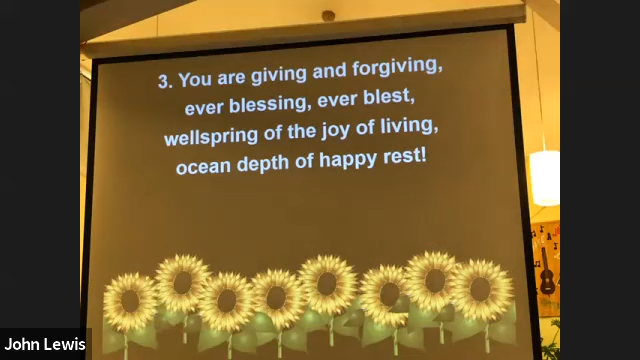 3. You are giving and forgiving,
ever blessing, ever blest,
wellspring of the joy of living,
ocean depth of happy rest!
John Lewis